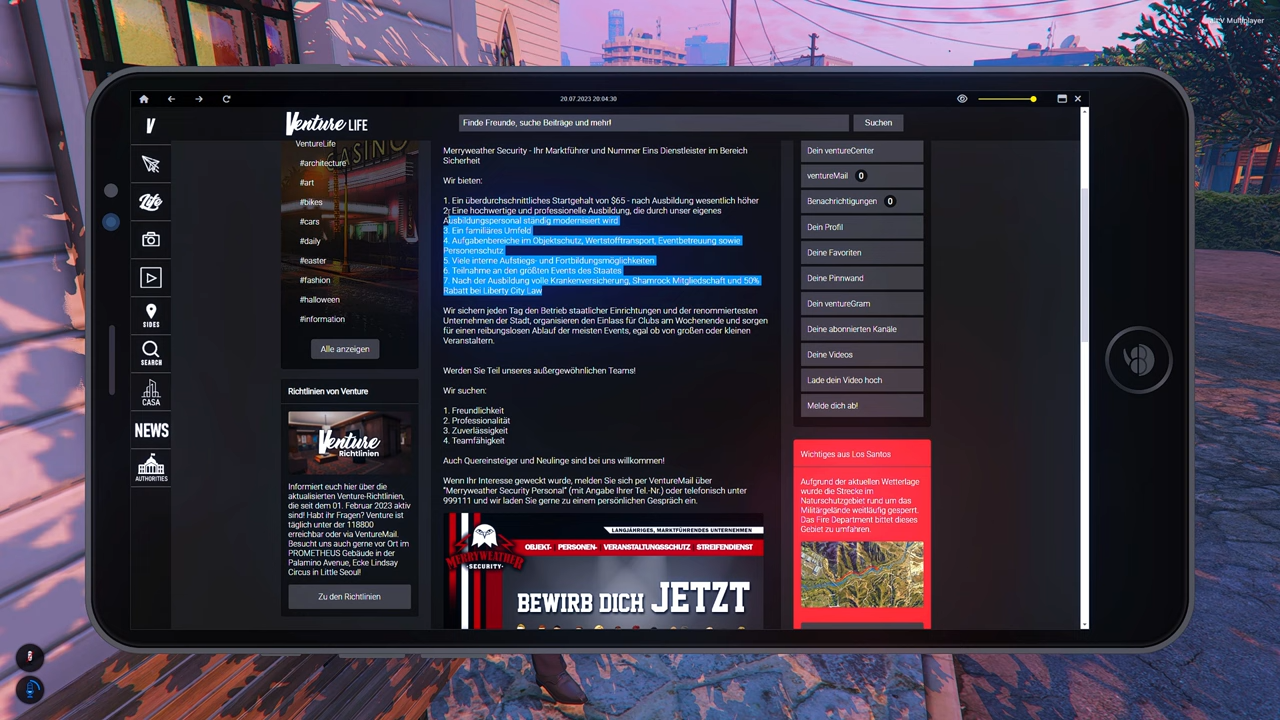 GTV Multiplayer
20.07.2023 20:04:30
Venture LIFE
Finde Freunde, suche Beiträge und mehr!
Suchen
V
Life
SIDES
SEARCH
CASA
NEWS
AUTHORITIES
CASINO
VentureLife
#architecture
#art
#bikes
#cars
#daily
#easter
#fashion
#halloween
#information
Alle anzeigen
Richtlinien von Venture
Venture
Richtlinien
Informiert euch hier über die
aktualisierten Venture-Richtlinien,
die seit dem 01. Februar 2023 aktiv
sind! Habt ihr Fragen? Venture ist
täglich unter der 118800
erreichbar oder via VentureMail.
Besucht uns auch gerne vor Ort im
PROMETHEUS Gebäude in der
Palamino Avenue, Ecke Lindsay
Circus in Little Seoul!
Zu den Richtlinien
Merryweather Security - Ihr Marktführer und Nummer Eins Dienstleister im Bereich
Sicherheit
Wir bieten:
1. Ein überdurchschnittliches Startgehalt von $65 - nach Ausbildung wesentlich höher
2. Eine hochwertige und professionelle Ausbildung, die durch unser eigenes
Ausbildungspersonal ständig modernisiert wird
3. Ein familiäres Umfeld
4. Aufgabenbereiche im Objektschutz, Wertstofftransport, Eventbetreuung sowie
Personenschutz
5. Viele interne Aufstiegs- und Fortbildungsmöglichkeiten
6. Teilnahme an den größten Events des Staates
7. Nach der Ausbildung volle Krankenversicherung, Shamrock Mitgliedschaft und 50%
Rabatt bei Liberty City Law
Wir sichern jeden Tag den Betrieb staatlicher Einrichtungen und der renommiertesten
Unternehmen der Stadt, organisieren den Einlass für Clubs am Wochenende und sorgen
für einen reibungslosen Ablauf der meisten Events, egal ob von großen oder kleinen
Veranstaltern.
Werden Sie Teil unseres außergewöhnlichen Teams!
Wir suchen:
1. Freundlichkeit
2. Professionalität
3. Zuverlässigkeit
4. Teamfähigkeit
Auch Quereinsteiger und Neulinge sind bei uns willkommen!
Wenn Ihr Interesse geweckt wurde, melden Sie sich per VentureMail über
"Merryweather Security Personal" (mit Angabe Ihrer Tel.-Nr.) oder telefonisch unter
999111 und wir laden Sie gerne zu einem persönlichen Gespräch ein.
LANGJÄHRIGES, MARKTFÜHRENDES UNTERNEHMEN
OBJEKT- PERSONEN- VERANSTALTUNGSSCHUTZ STREIFENDIENST
MERRYWEATHER
SECURITY
BEWIRB DICH JETZT
Dein ventureCenter
ventureMail 0
Benachrichtigungen 0
Dein Profil
Deine Favoriten
Deine Pinnwand
Dein ventureGram
Deine abonnierten Kanäle
Deine Videos
Lade dein Video hoch
Melde dich ab!
Wichtiges aus Los Santos
Aufgrund der aktuellen Wetterlage
wurde die Strecke im
Naturschutzgebiet rund um das
Militärgelände weitläufig gesperrt.
Das Fire Department bittet dieses
Gebiet zu umfahren.